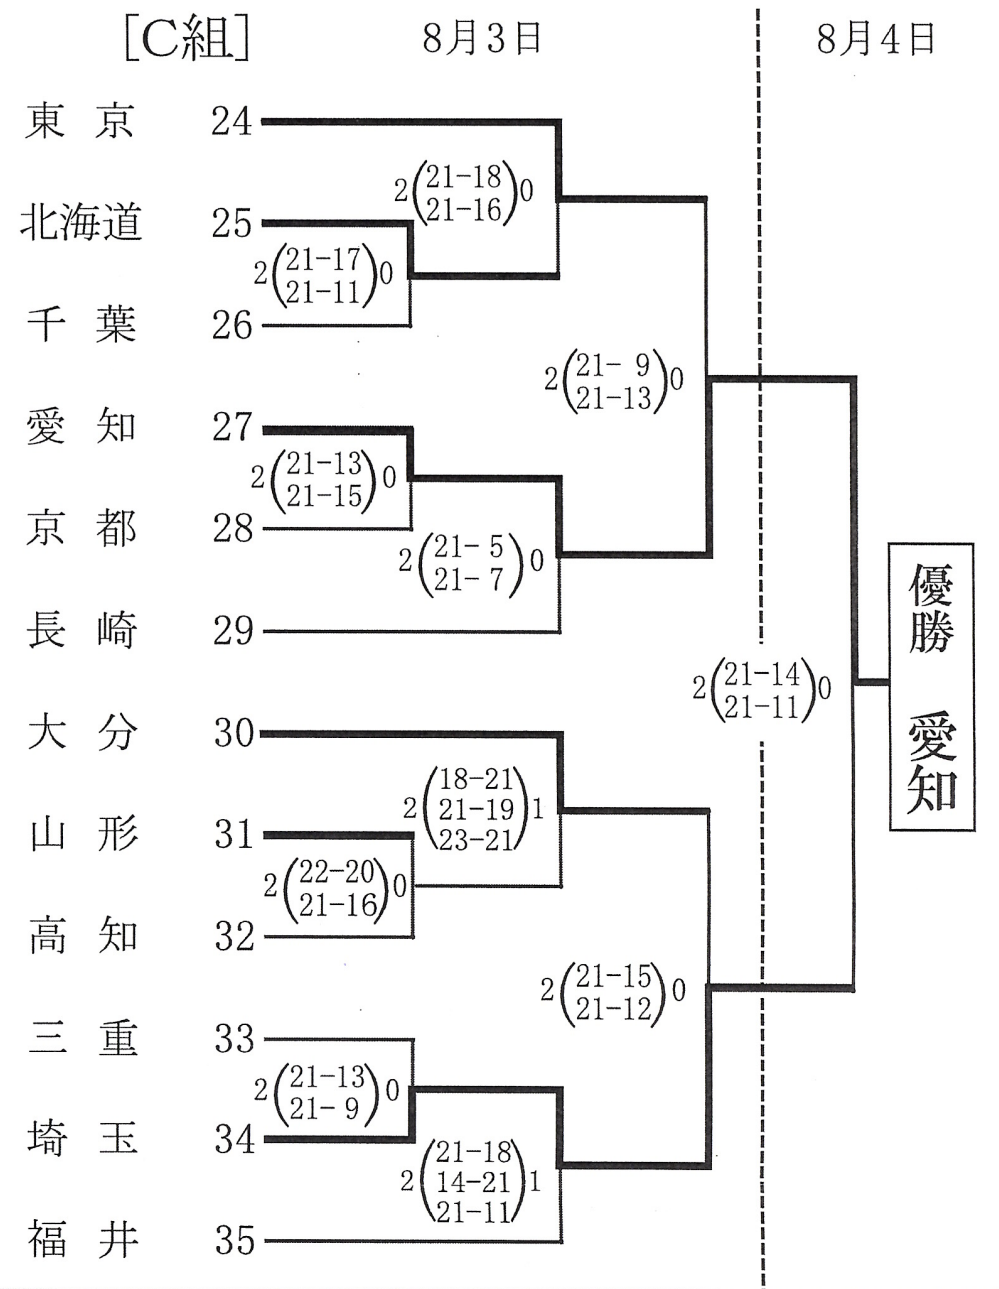 [C組]
8月3日
8月4日
東京 24
2(21-18 21-16)0
北海道 25
2(21-17 21-11)0
千葉 26
2(21- 9 21-13)0
愛知 27
2(21-13 21-15)0
京都 28
2(21- 5 21- 7)0
長崎 29
2(21-14 21-11)0
優勝 愛知
大分 30
2(18-21 21-19 23-21)1
山形 31
2(22-20 21-16)0
高知 32
2(21-15 21-12)0
三重 33
2(21-13 21- 9)0
埼玉 34
2(21-18 14-21 21-11)1
福井 35